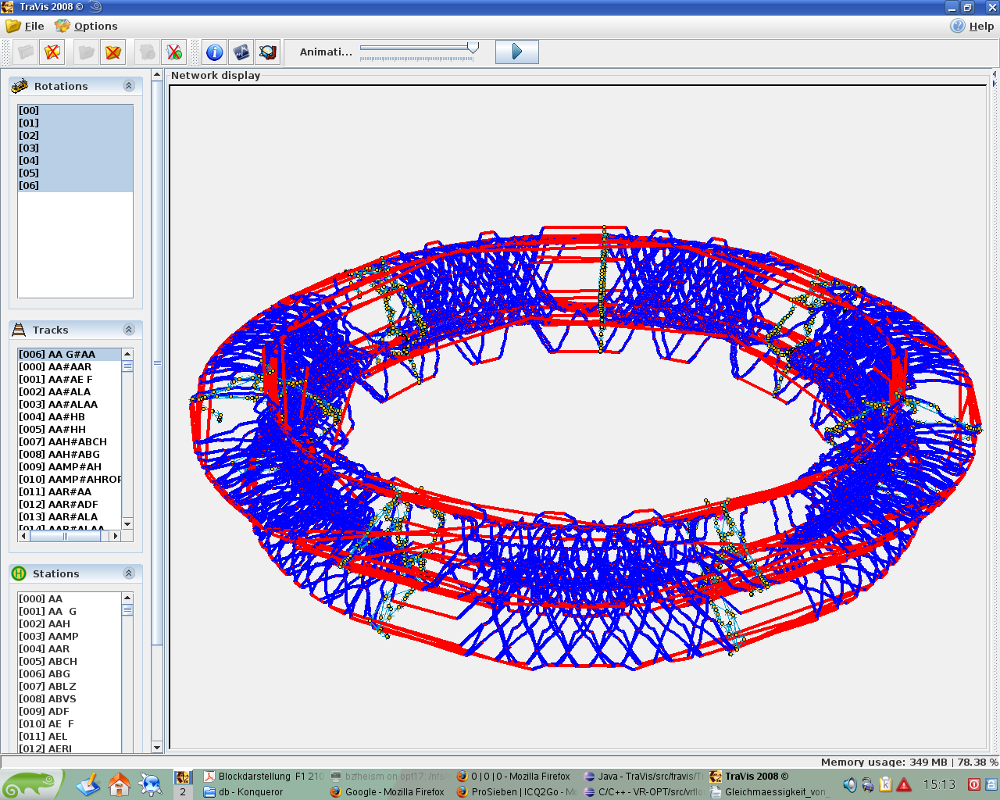 TraVis 2008 ©
File Options Help
Animati...
Rotations
[00]
[01]
[02]
[03]
[04]
[05]
[06]
Tracks
[006] AA G#AA
[000] AA#AAR
[001] AA#AE F
[002] AA#ALA
[003] AA#ALAA
[004] AA#HB
[005] AA#HH
[007] AAH#ABCH
[008] AAH#ABG
[009] AAMP#AH
[010] AAMP#AHROF
[011] AAR#AA
[012] AAR#ADF
[013] AAR#ALA
[014] AAR#ALAA
Stations
[000] AA
[001] AA G
[002] AAH
[003] AAMP
[004] AAR
[005] ABCH
[006] ABG
[007] ABLZ
[008] ABVS
[009] ADF
[010] AE F
[011] AEL
[012] AERI
Network display
Memory usage: 349 MB | 78.38 %
2
Blockdarstellung F1 210
bztheism on opt17: /nfs/
0 | 0 | 0 - Mozilla Firefox
Java - TraVis/src/travis/Tr
TraVis 2008 ©
db - Konqueror
Google - Mozilla Firefox
ProSieben | ICQ2Go - Mo
C/C++ - VR-OPT/src/vrflo
Gleichmaessigkeit_von_
15:13